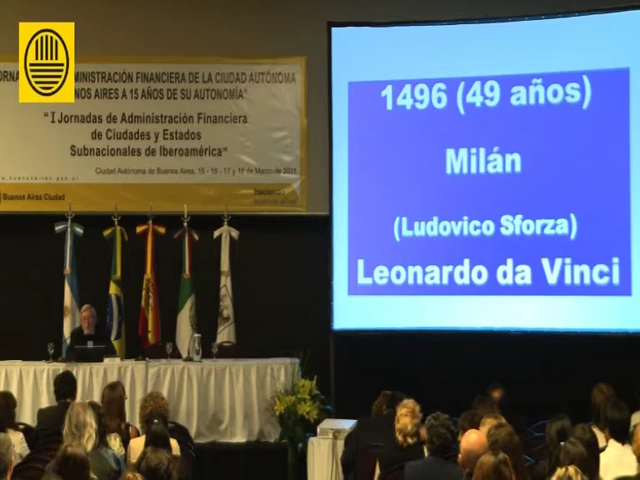 ADMINISTRACIÓN FINANCIERA DE LA CIUDAD AUTÓNOMA
AIRES A 15 AÑOS DE SU AUTONOMÍA"
"I Jornadas de Administración Financiera
de Ciudades y Estados
Subnacionales de Iberoamérica"
Ciudad Autónoma de Buenos Aires, 15 - 16 - 17 y 18 de Marzo de 2011
Buenos Aires Ciudad
Hacienda
1496 (49 años)
Milán
(Ludovico Sforza)
Leonardo da Vinci